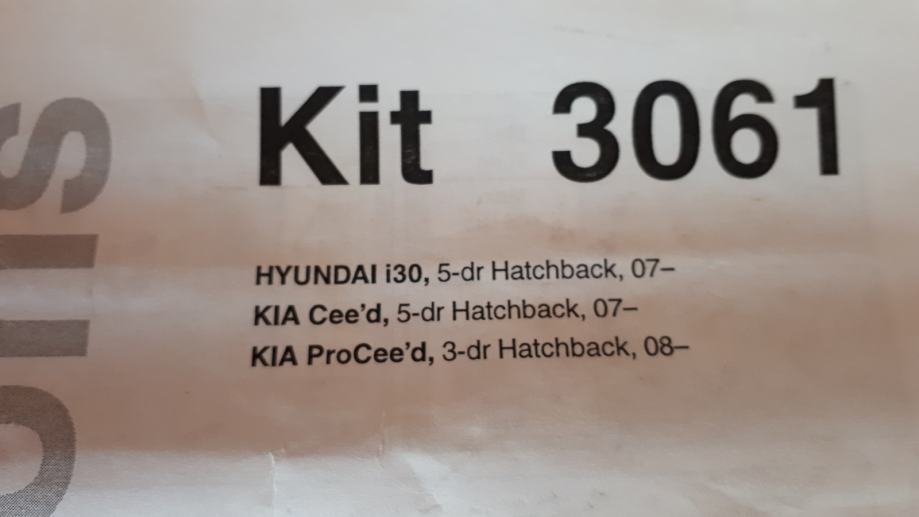 Kit 3061
HYUNDAI i30, 5-dr Hatchback, 07–
KIA Cee'd, 5-dr Hatchback, 07–
KIA ProCee'd, 3-dr Hatchback, 08–